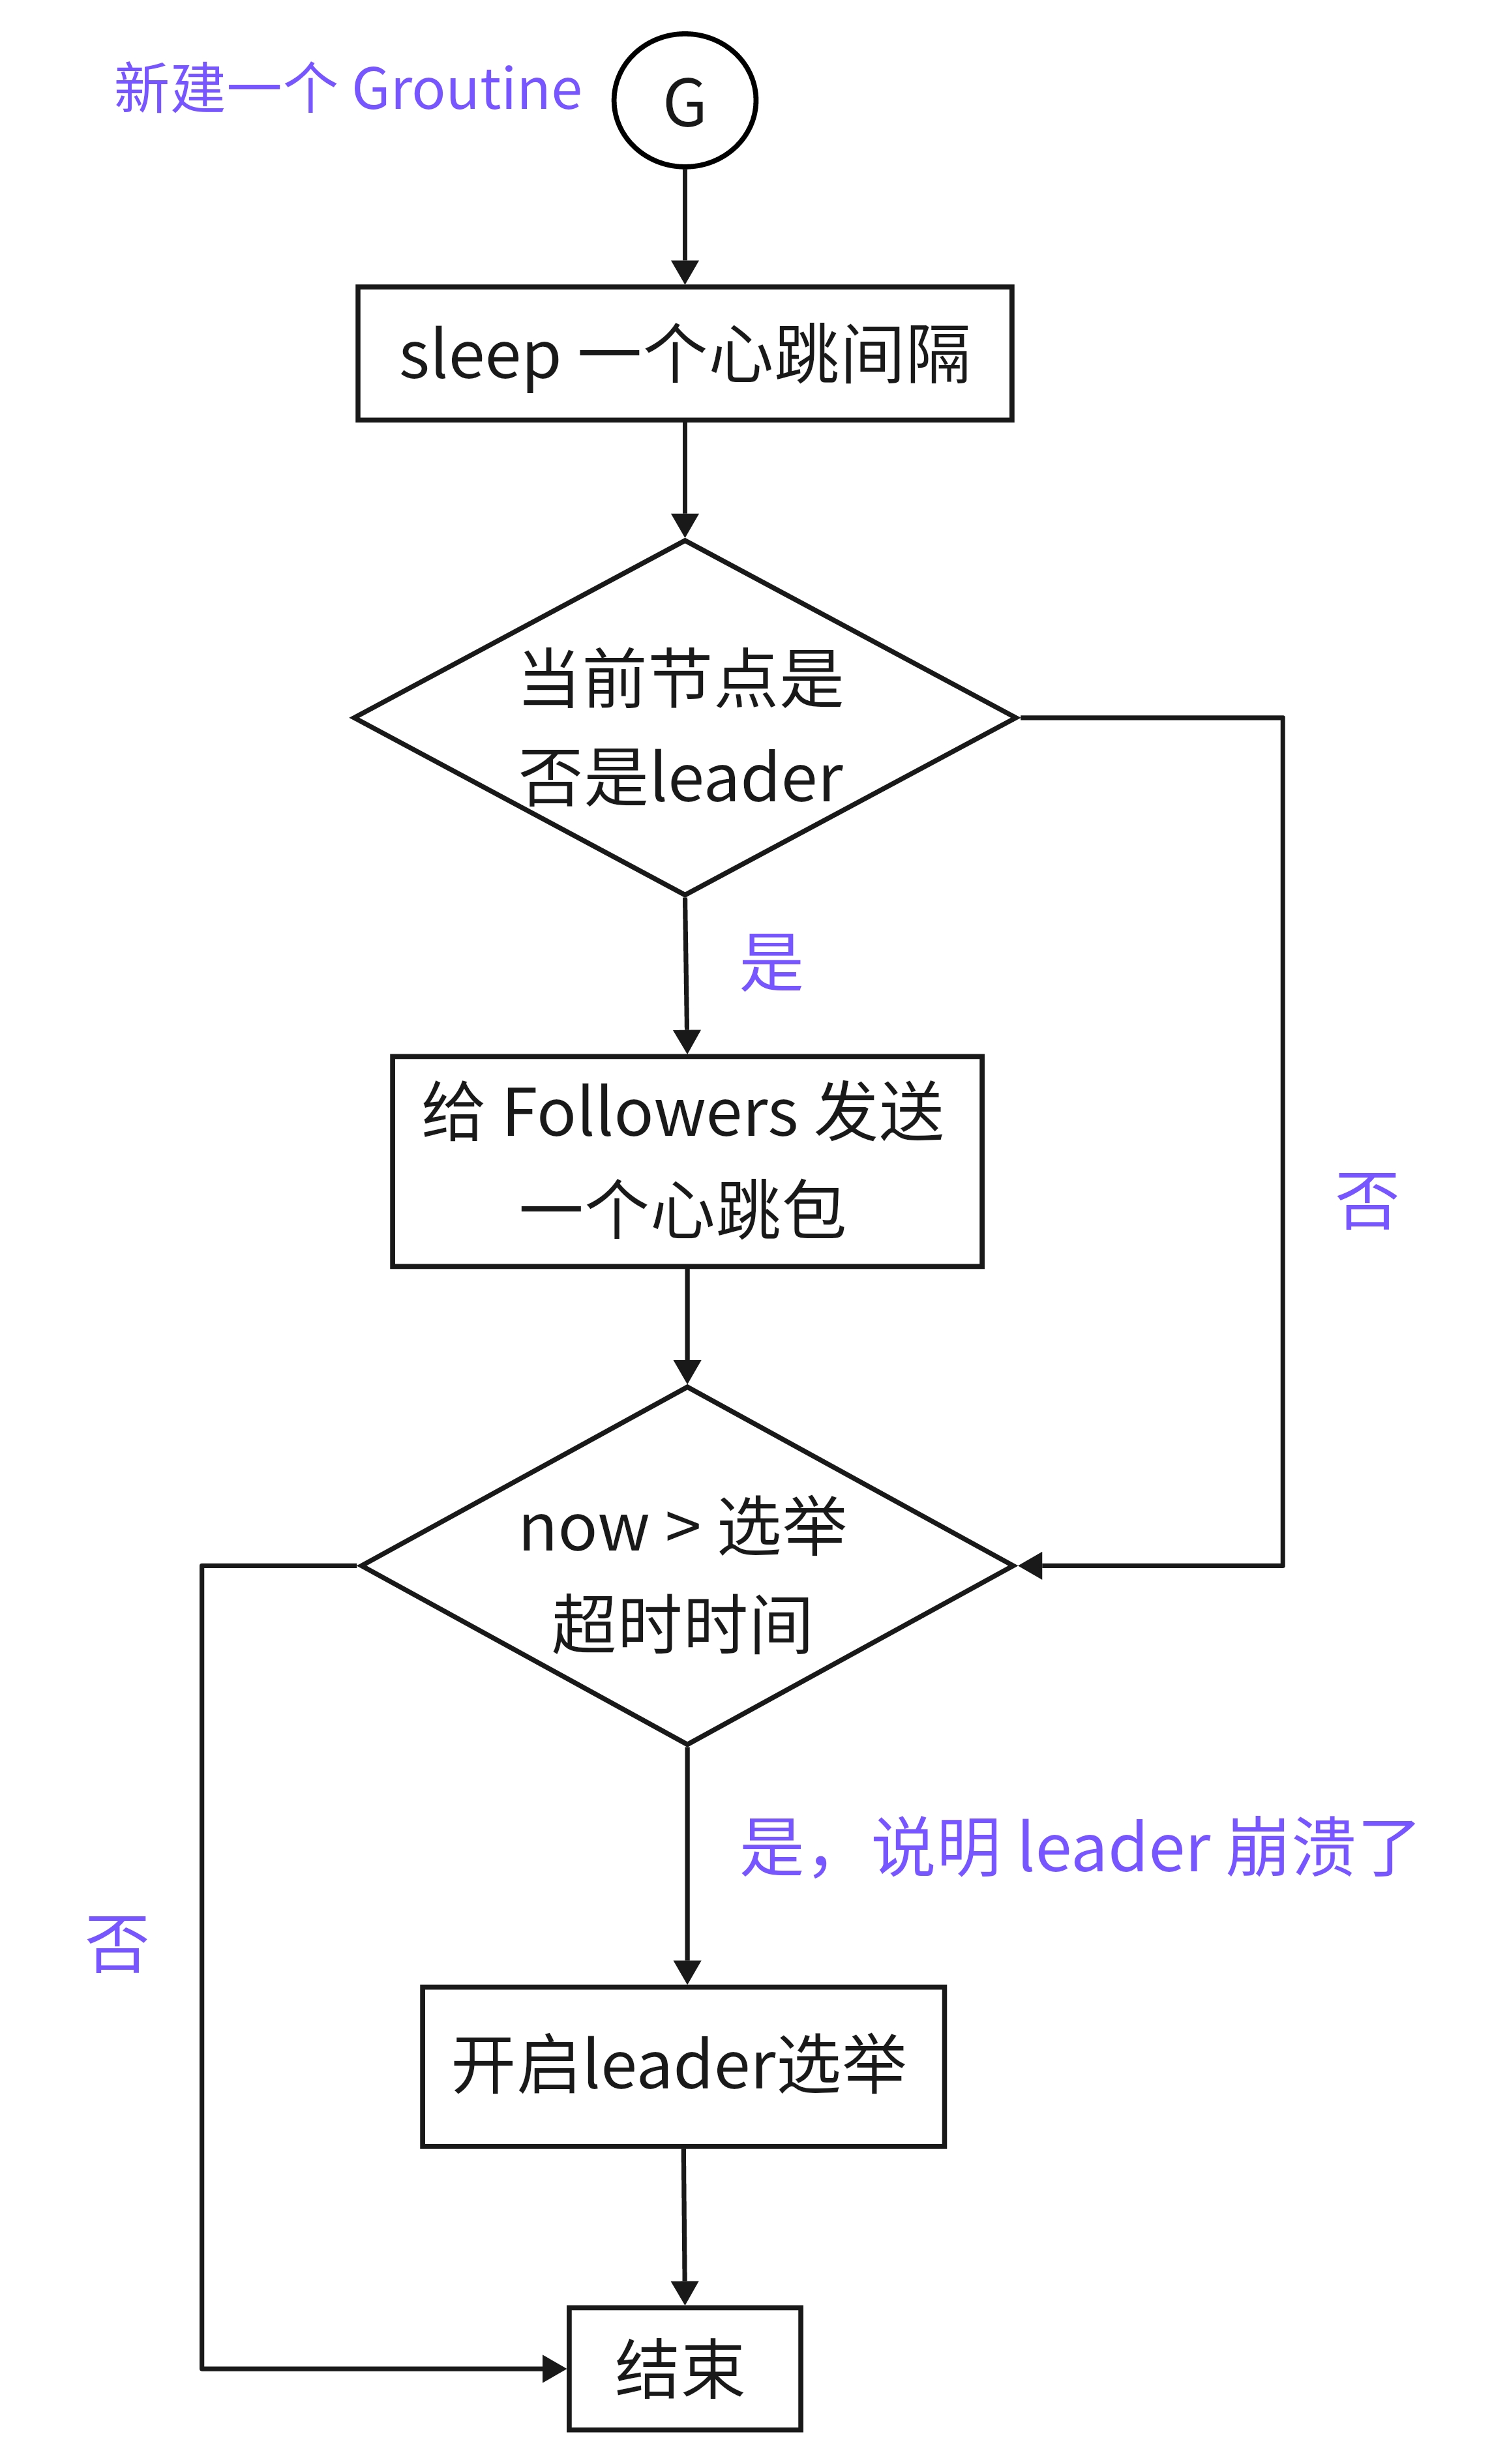 新建一个 Groutine
G
sleep 一个心跳间隔
当前节点是
否是leader
是
给 Followers 发送
一个心跳包
否
now > 选举
超时时间
是，说明 leader 崩溃了
否
开启leader选举
结束